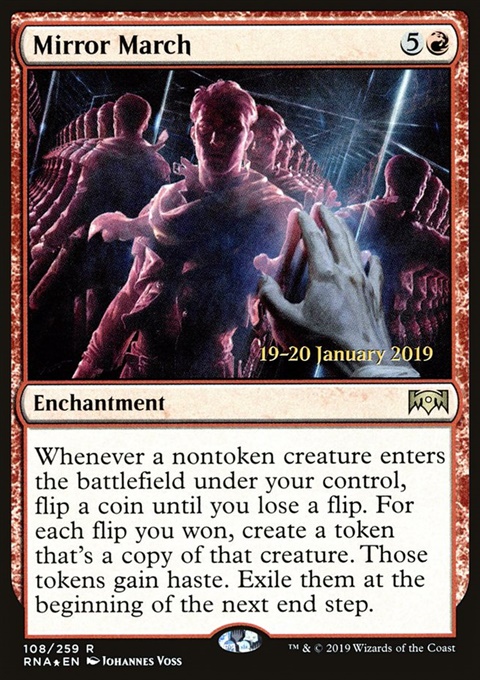 Mirror March 5
19-20 January 2019
Enchantment
Whenever a nontoken creature enters
the battlefield under your control,
flip a coin until you lose a flip. For
each flip you won, create a token
that's a copy of that creature. Those
tokens gain haste. Exile them at the
beginning of the next end step.
108/259 R
RNA★EN Johannes Voss
™ & © 2019 Wizards of the Coast